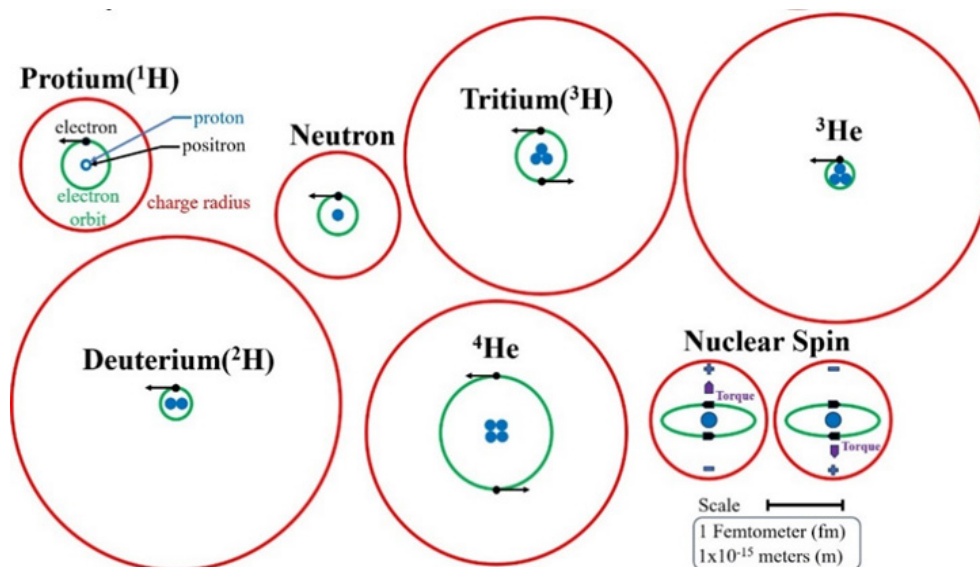 Protium(¹H)
electron
proton
positron
electron
orbit
charge radius
Neutron
Tritium(³H)
³He
Deuterium(²H)
⁴He
Nuclear Spin
+
Torque
−
−
Torque
+
Scale
1 Femtometer (fm)
1x10⁻¹⁵ meters (m)